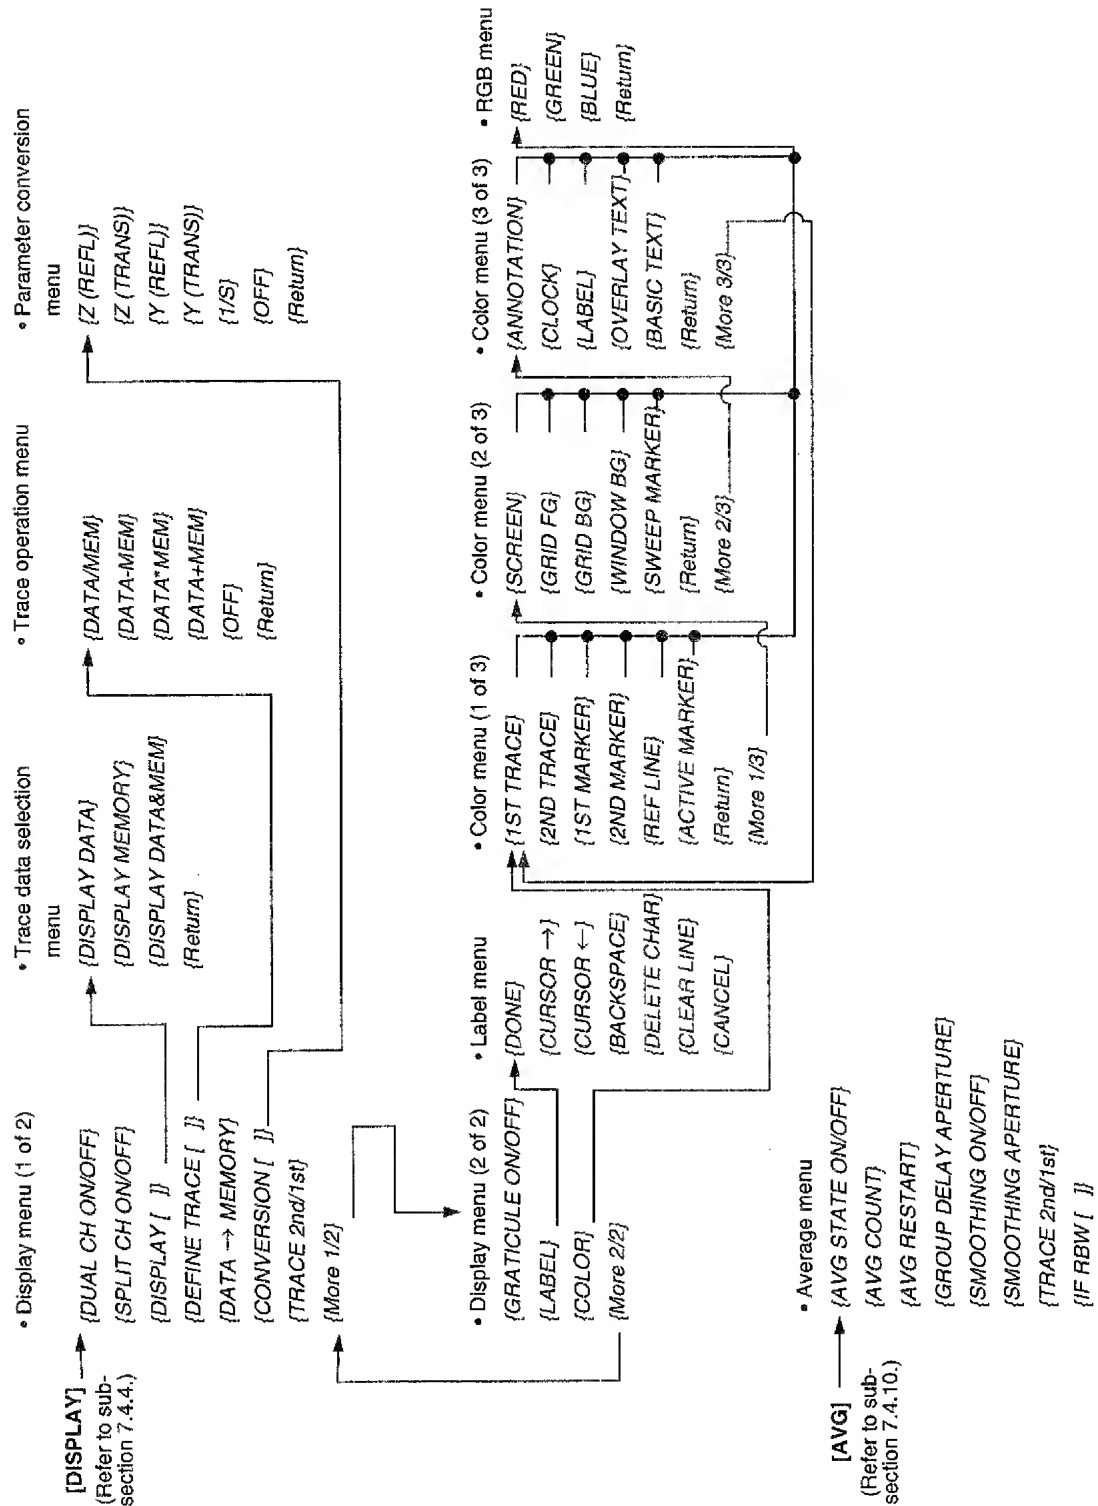 [DISPLAY]
(Refer to sub-
section 7.4.4.)
• Display menu (1 of 2)
{DUAL CH ON/OFF}
{SPLIT CH ON/OFF}
{DISPLAY [ ]}
{DEFINE TRACE [ ]}
{DATA → MEMORY}
{CONVERSION [ ]}
{TRACE 2nd/1st}
{More 1/2}
• Trace data selection
menu
{DISPLAY DATA}
{DISPLAY MEMORY}
{DISPLAY DATA&MEM}
{Return}
• Trace operation menu
{DATA/MEM}
{DATA-MEM}
{DATA*MEM}
{DATA+MEM}
{OFF}
{Return}
• Parameter conversion
menu
{Z (REFL)}
{Z (TRANS)}
{Y (REFL)}
{Y (TRANS)}
{1/S}
{OFF}
{Return}
• Display menu (2 of 2)
{GRATICULE ON/OFF}
{LABEL}
{COLOR}
{More 2/2}
• Label menu
{DONE}
{CURSOR →}
{CURSOR ←}
{BACKSPACE}
{DELETE CHAR}
{CLEAR LINE}
{CANCEL}
• Color menu (1 of 3)
{1ST TRACE}
{2ND TRACE}
{1ST MARKER}
{2ND MARKER}
{REF LINE}
{ACTIVE MARKER}
{Return}
{More 1/3}
• Color menu (2 of 3)
{SCREEN}
{GRID FG}
{GRID BG}
{WINDOW BG}
{SWEEP MARKER}
{Return}
{More 2/3}
• Color menu (3 of 3)
{ANNOTATION}
{CLOCK}
{LABEL}
{OVERLAY TEXT}
{BASIC TEXT}
{Return}
{More 3/3}
• RGB menu
{RED}
{GREEN}
{BLUE}
{Return}
[AVG]
(Refer to sub-
section 7.4.10.)
• Average menu
{AVG STATE ON/OFF}
{AVG COUNT}
{AVG RESTART}
{GROUP DELAY APERTURE}
{SMOOTHING ON/OFF}
{SMOOTHING APERTURE}
{TRACE 2nd/1st}
{IF RBW [ ]}